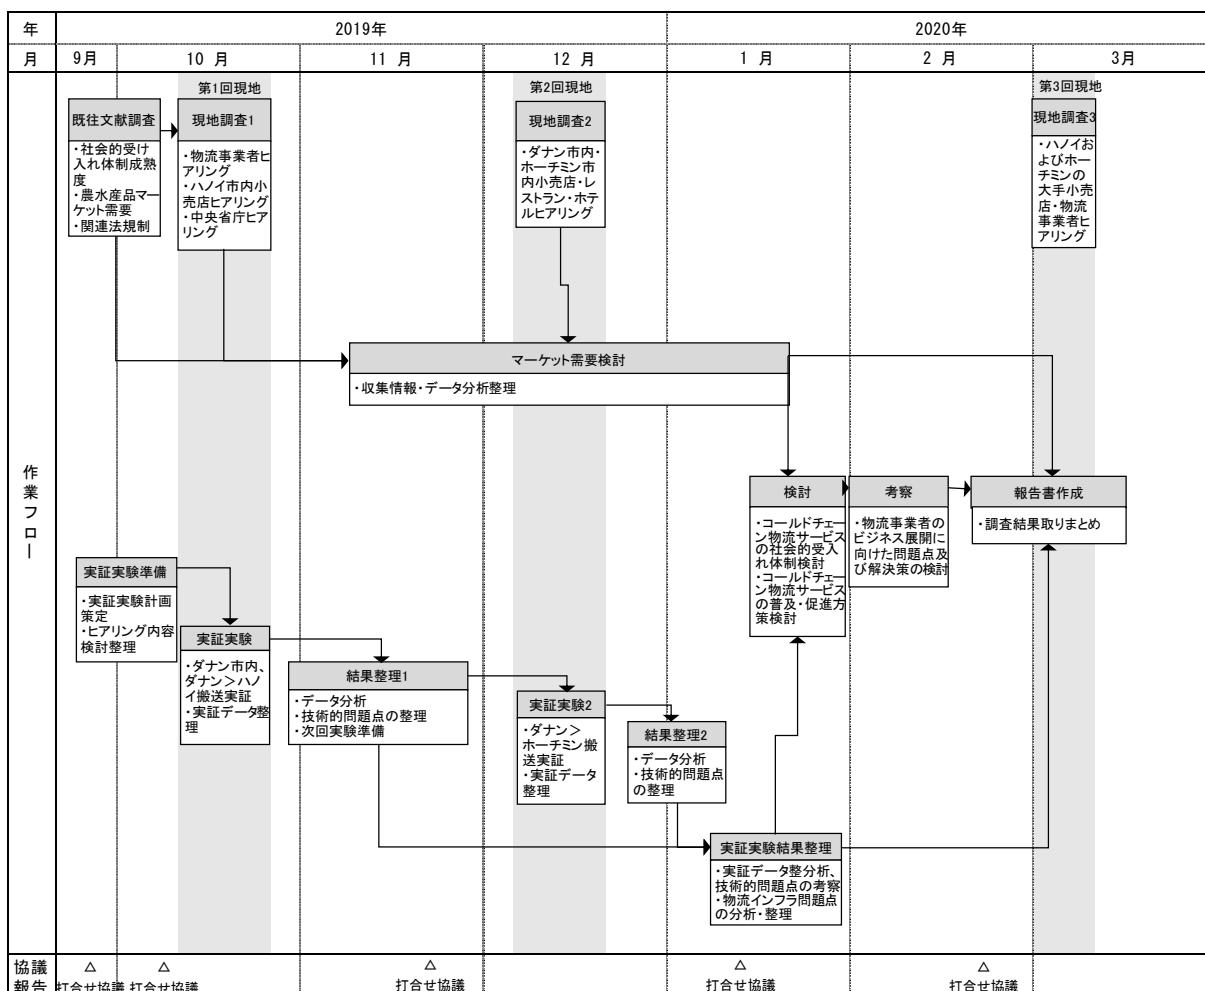 年
2019年
2020年
月
9月
10 月
11 月
12 月
1 月
2 月
3月
第1回現地
第2回現地
第3回現地
既往文献調査
・社会的受け
入れ体制成熟
度
・農水産品マー
ケット需要
・関連法規制
現地調査1
・物流事業者ヒ
アリング
・ハノイ市内小
売店ヒアリング
・中央省庁ヒア
リング
現地調査2
・ダナン市内・
ホーチミン市
内小売店・レ
ストラン・ホテ
ルヒアリング
現地調査3
・ハノイお
よびホー
チミンの
大手小売
店・物流
事業者ヒ
アリング
マーケット需要検討
・収集情報・データ分析整理
作業フロー
検討
・コールドチェー
ン物流サービス
の社会的受入
れ体制検討
・コールドチェー
ン物流サービス
の普及・促進方
策検討
考察
・物流事業者の
ビジネス展開に
向けた問題点及
び解決策の検討
報告書作成
・調査結果取りまとめ
実証実験準備
・実証実験計画
策定
・ヒアリング内容
検討整理
実証実験
・ダナン市内、
ダナン＞ハノ
イ搬送実証
・実証データ整
理
結果整理1
・データ分析
・技術的問題点の整理
・次回実験準備
実証実験2
・ダナン＞
ホーチミン搬
送実証
・実証データ
整理
結果整理2
・データ分析
・技術的問題点
の整理
実証実験結果整理
・実証データ整分析、
技術的問題点の考察
・物流インフラ問題点
の分析・整理
協議
報告
△
打合せ協議
△
打合せ協議
△
打合せ協議
△
打合せ協議
△
打合せ協議